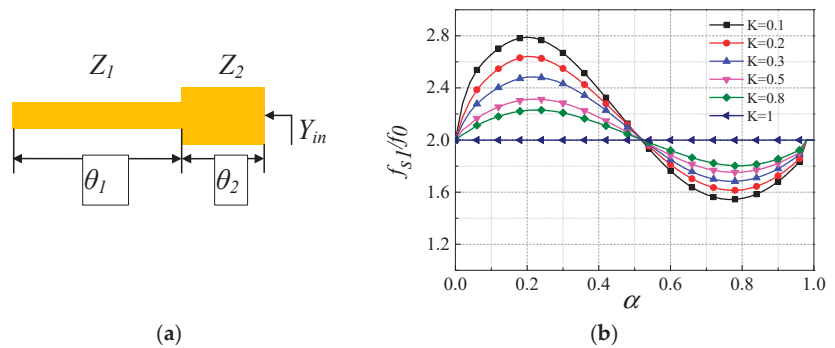 Z1 Z2
Yin
θ1 θ2
(a)
fs1/f0
2.8
2.4
2.0
1.6
1.2
0.0 0.2 0.4 0.6 0.8 1.0
α
K=0.1
K=0.2
K=0.3
K=0.5
K=0.8
K=1
(b)